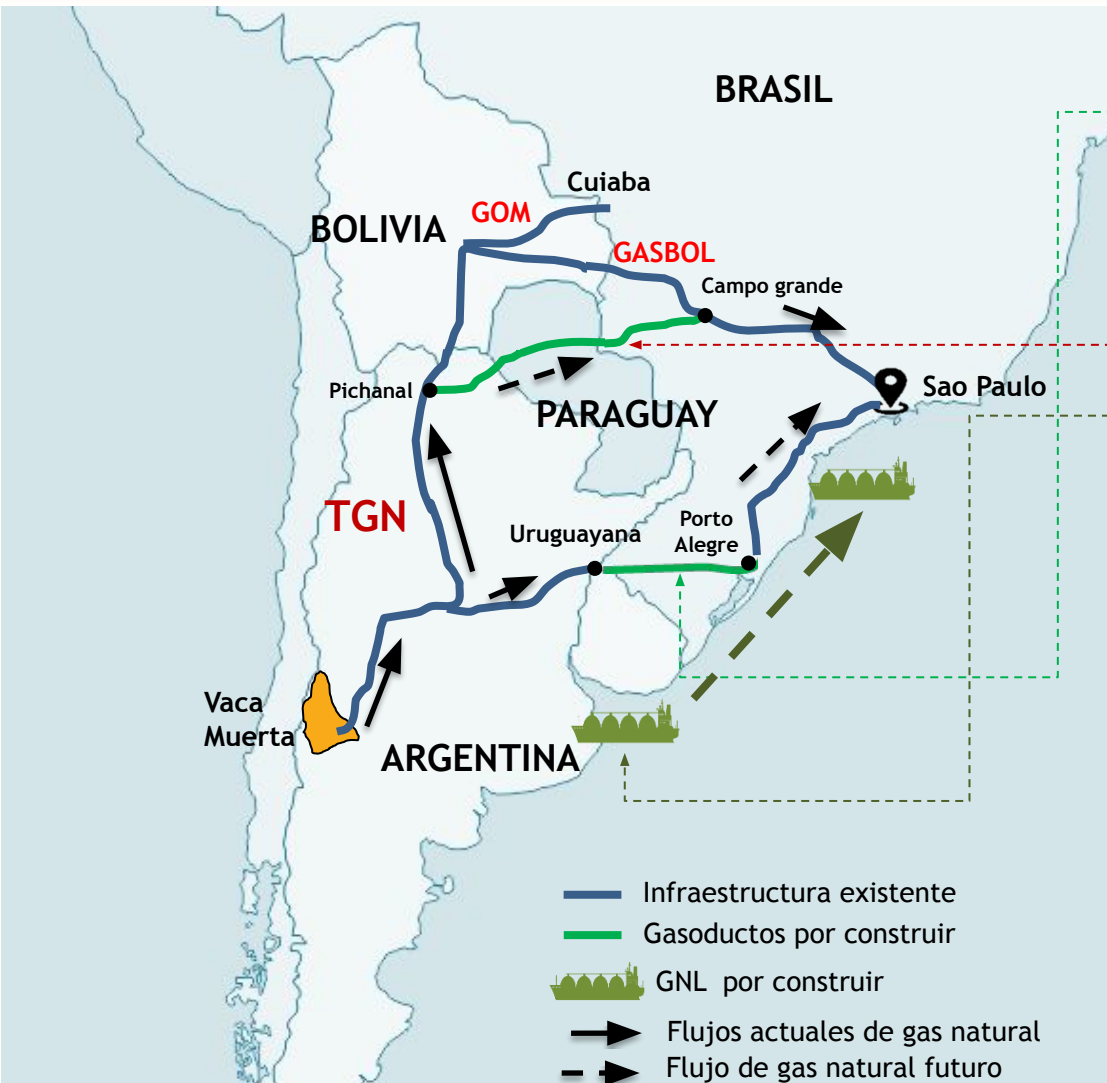 BRASIL
Cuiaba
GOM
BOLIVIA
GASBOL
Campo grande
Pichanal
Sao Paulo
PARAGUAY
TGN
Uruguayana
Porto
Alegre
Vaca
Muerta
ARGENTINA
Infraestructura existente
Gasoductos por construir
GNL por construir
Flujos actuales de gas natural
Flujo de gas natural futuro